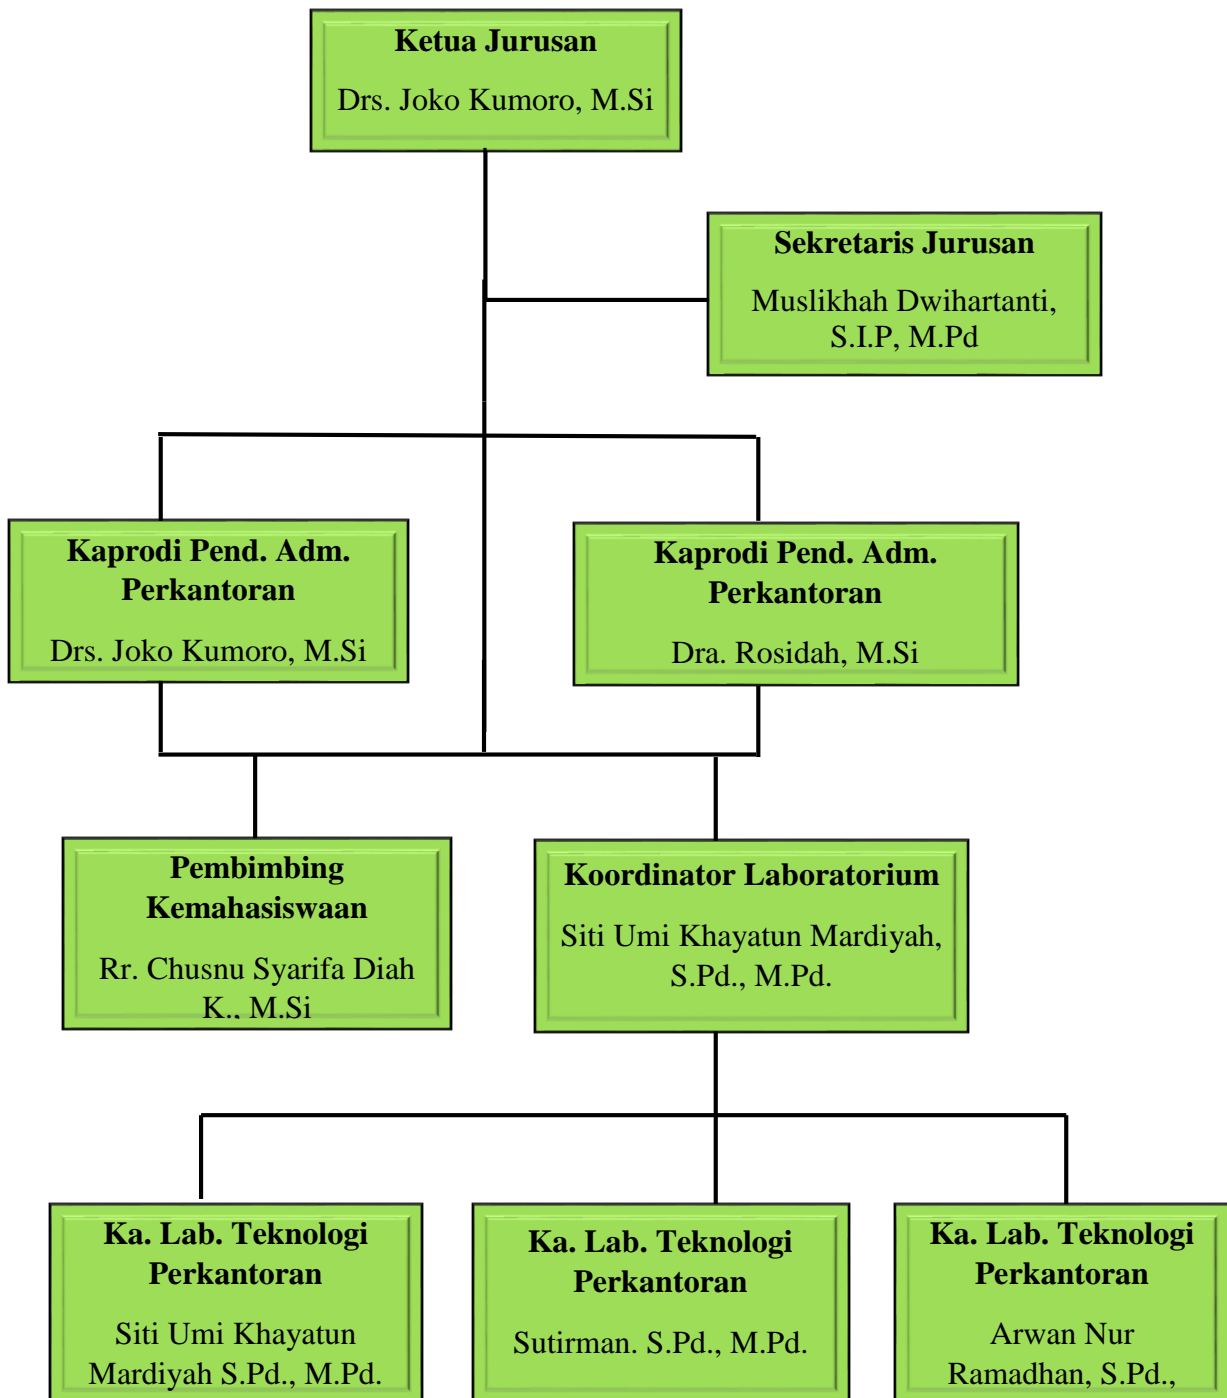 Ketua Jurusan
Drs. Joko Kumoro, M.Si
Sekretaris Jurusan
Muslikhah Dwihartanti,
S.I.P, M.Pd
Kaprodi Pend. Adm.
Perkantoran
Drs. Joko Kumoro, M.Si
Kaprodi Pend. Adm.
Perkantoran
Dra. Rosidah, M.Si
Pembimbing
Kemahasiswaan
Rr. Chusnu Syarifa Diah
K., M.Si
Koordinator Laboratorium
Siti Umi Khayatun Mardiyah,
S.Pd., M.Pd.
Ka. Lab. Teknologi
Perkantoran
Siti Umi Khayatun
Mardiyah S.Pd., M.Pd.
Ka. Lab. Teknologi
Perkantoran
Sutirman. S.Pd., M.Pd.
Ka. Lab. Teknologi
Perkantoran
Arwan Nur
Ramadhan, S.Pd.,